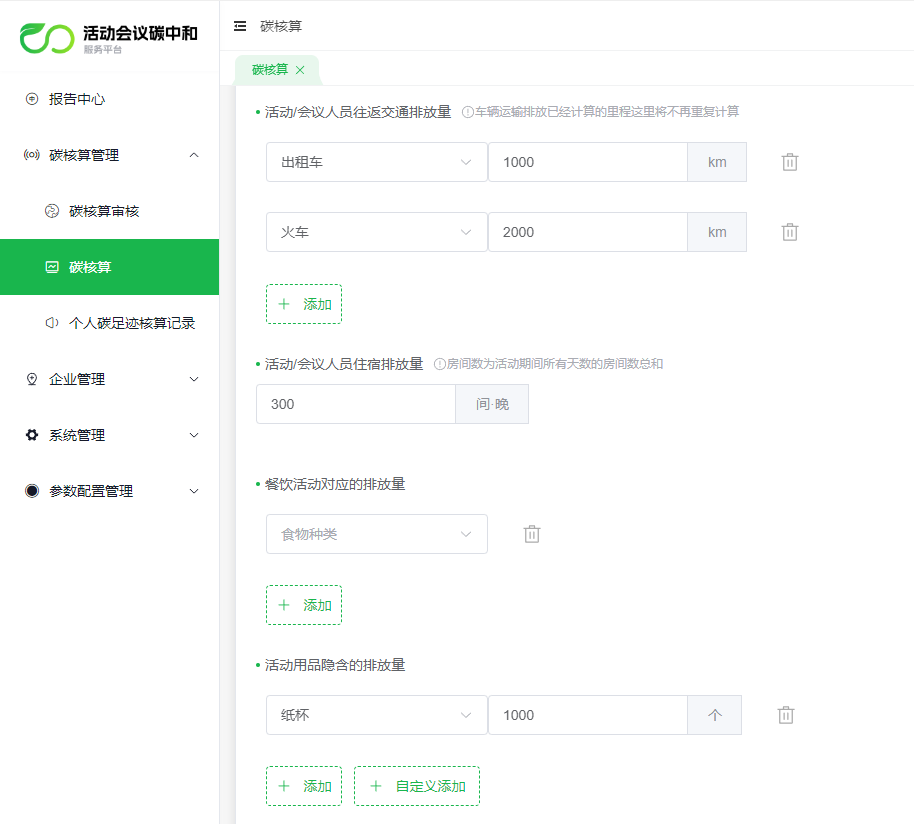 活动会议碳中和
服务平台
碳核算
碳核算
报告中心
碳核算管理
碳核算审核
碳核算
个人碳足迹核算记录
企业管理
系统管理
参数配置管理
活动/会议人员往返交通排放量 车辆运输排放已经计算的里程这里将不再重复计算
出租车 1000 km
火车 2000 km
添加
活动/会议人员住宿排放量 房间数为活动期间所有天数的房间数总和
300 间·晚
餐饮活动对应的排放量
食物种类
添加
活动用品隐含的排放量
纸杯 1000 个
添加 自定义添加